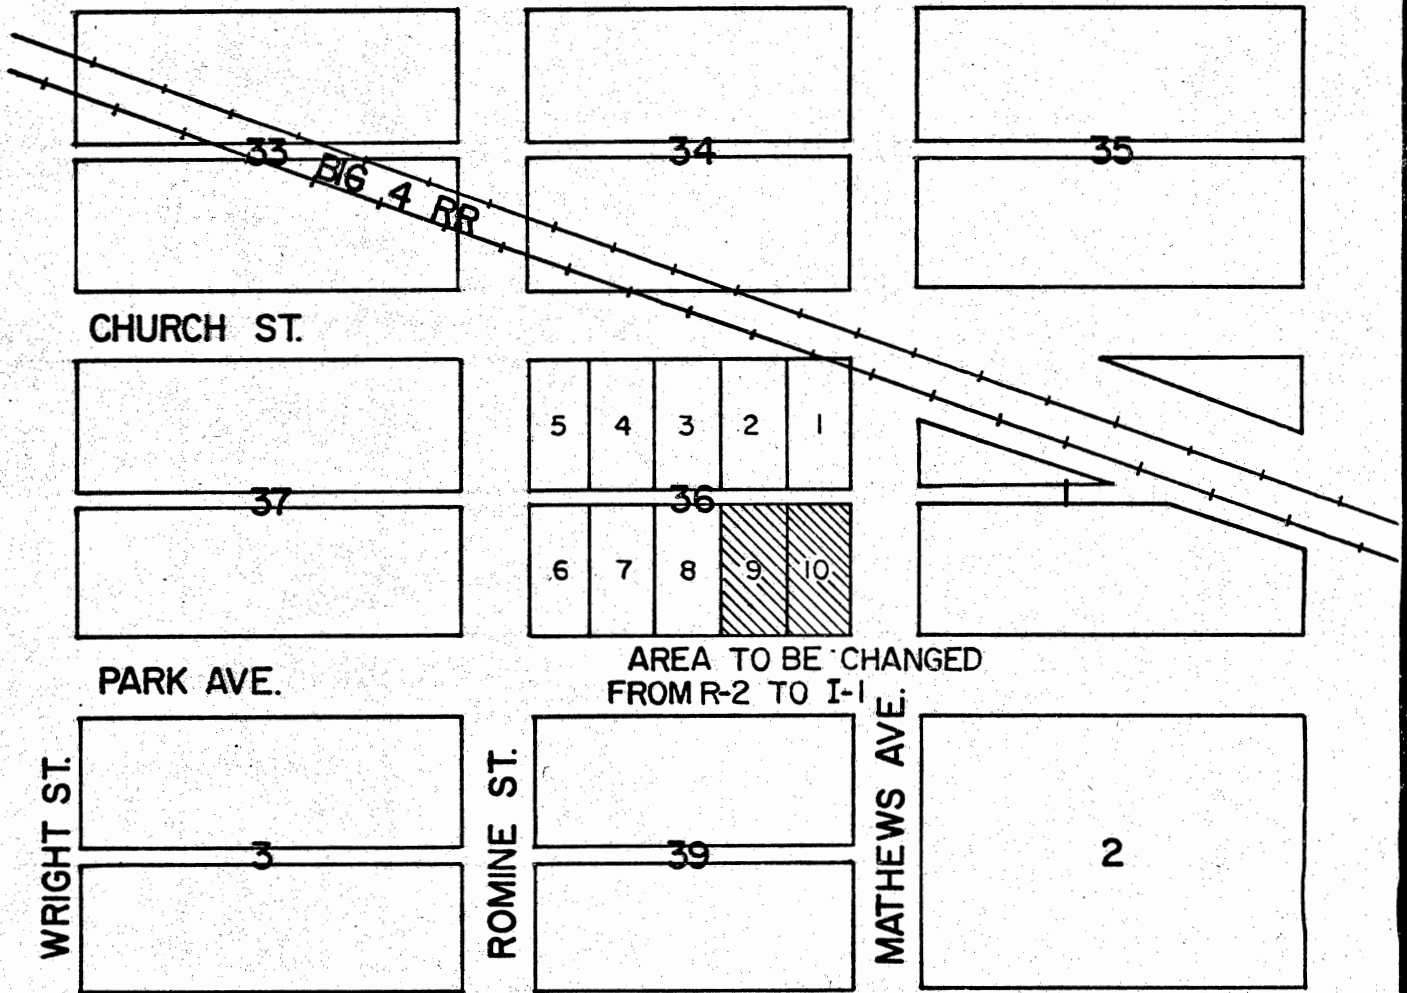 33
34
35
BIG 4 RR
CHURCH ST.
5 4 3 2 1
37
36
1
6 7 8 9 10
AREA TO BE CHANGED
FROM R-2 TO I-1
PARK AVE.
WRIGHT ST.
3
ROMINE ST.
39
MATHEWS AVE.
2